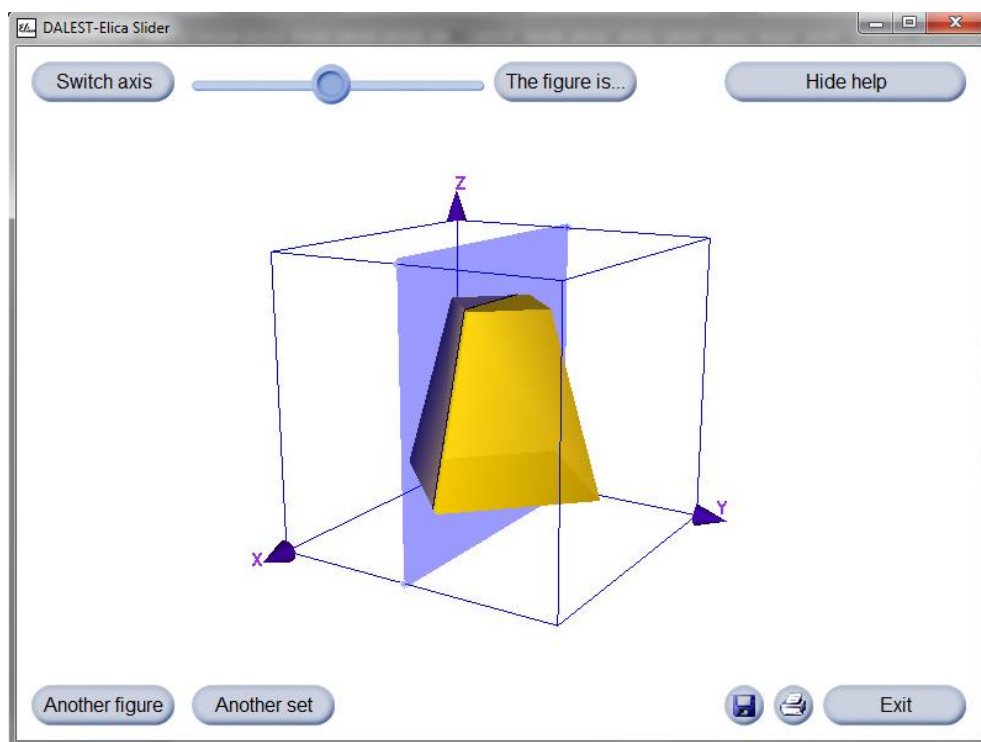 DALEST-Elica Slider
Switch axis
The figure is...
Hide help
Z
X
Y
Another figure
Another set
Exit